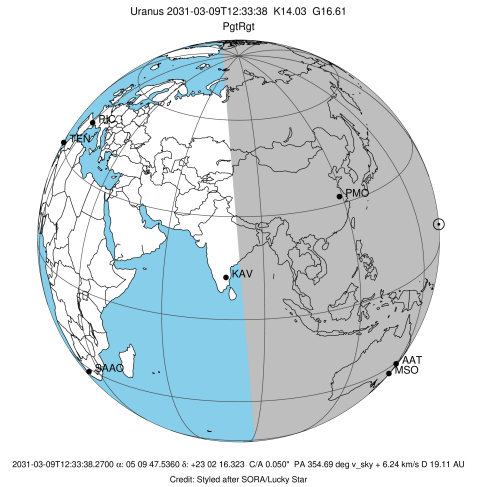 Uranus 2031-03-09T12:33:38 K14.03 G16.61
PgtRgt
PIC
TEN
PMO
KAV
AAT
MSO
SAAO
2031-03-09T12:33:38.2700 α: 05 09 47.5360 δ: +23 02 16.323 C/A 0.050" PA 354.69 deg v_sky + 6.24 km/s D 19.11 AU
Credit: Styled after SORA/Lucky Star